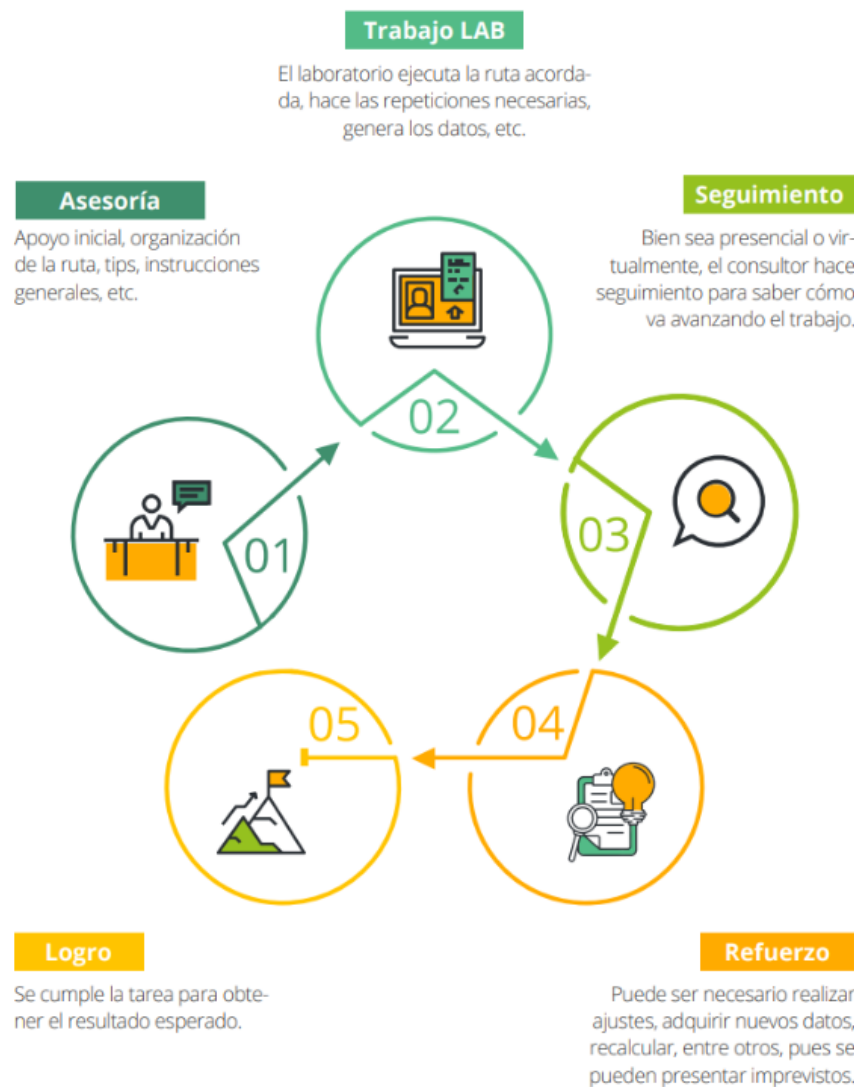 Trabajo LAB
El laboratorio ejecuta la ruta acorda-
da, hace las repeticiones necesarias,
genera los datos, etc.
Asesoría
Apoyo inicial, organización
de la ruta, tips, instrucciones
generales, etc.
Seguimiento
Bien sea presencial o vir-
tualmente, el consultor hace
seguimiento para saber cómo
va avanzando el trabajo.
02
01
03
05
04
Logro
Se cumple la tarea para obte-
ner el resultado esperado.
Refuerzo
Puede ser necesario realizar
ajustes, adquirir nuevos datos,
recalcular, entre otros, pues se
pueden presentar imprevistos.